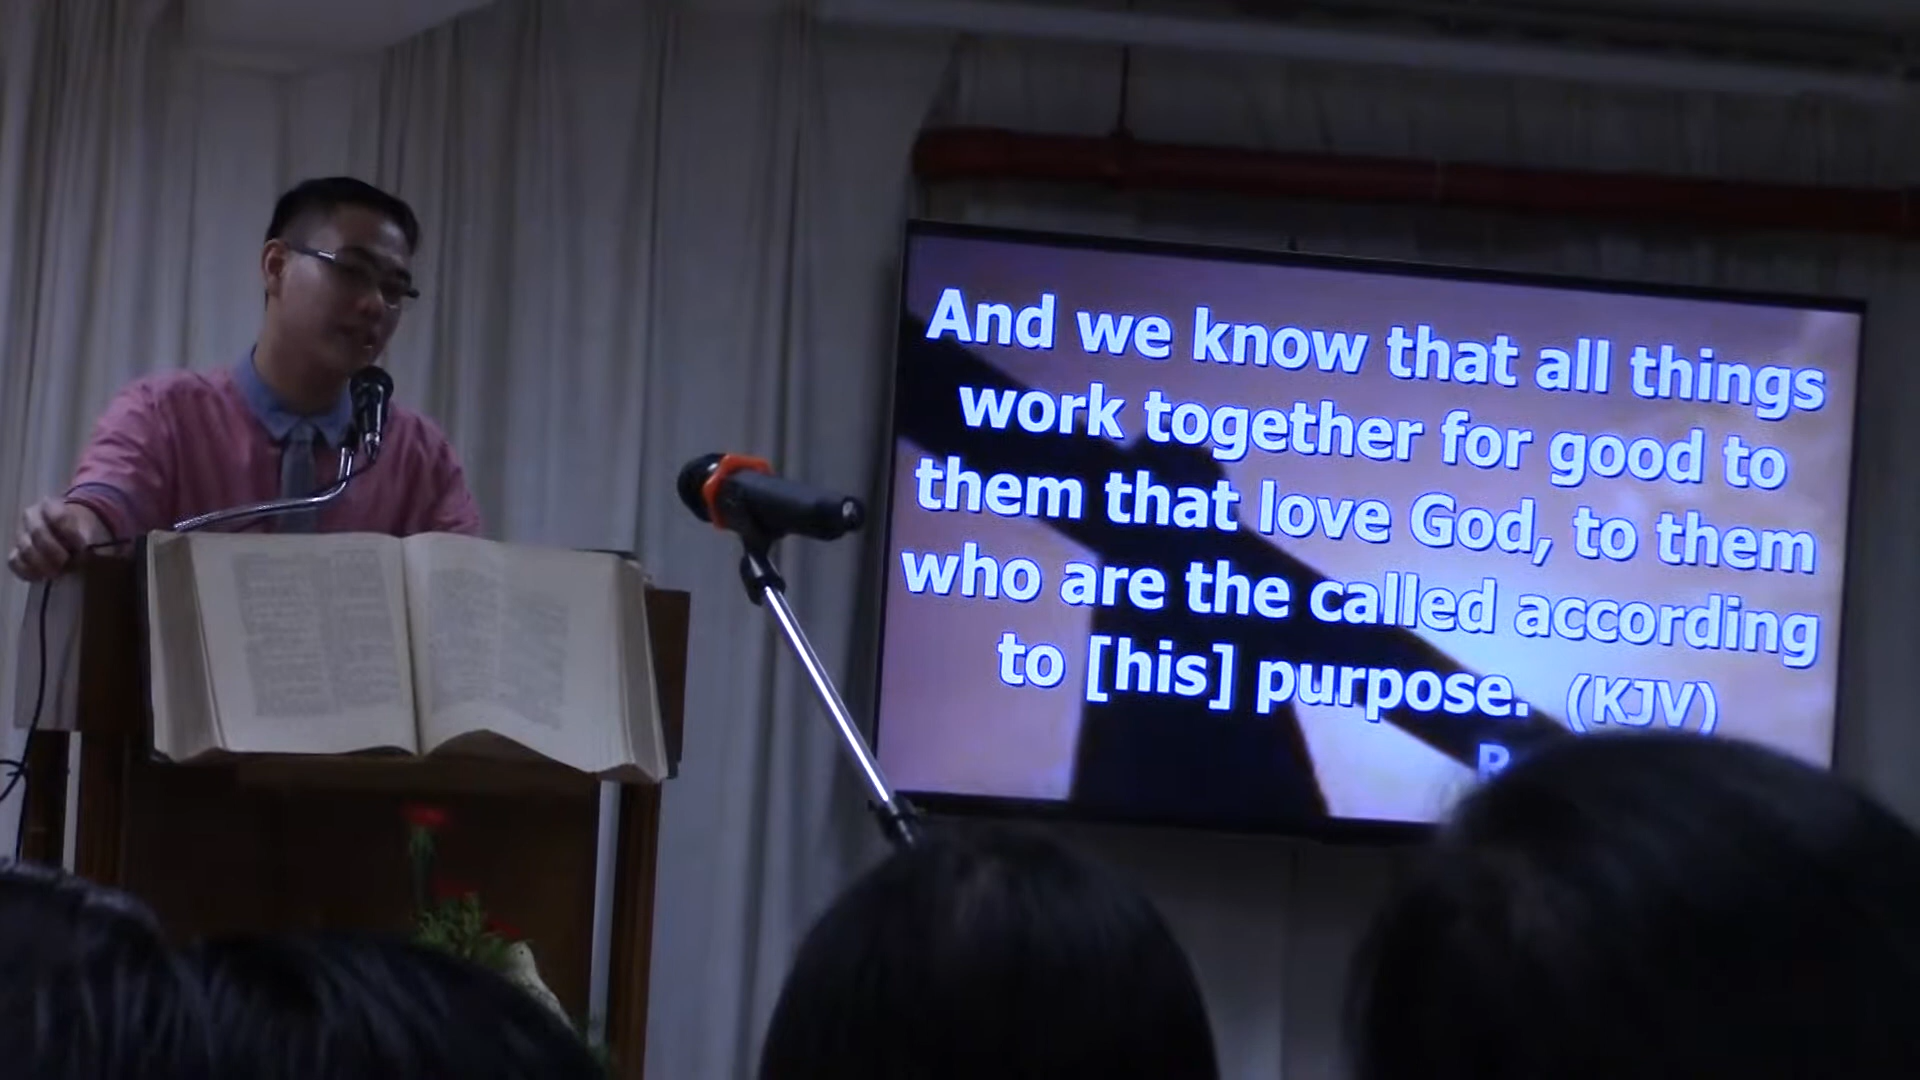 And we know that all things
work together for good to
them that love God, to them
who are the called according
to [his] purpose. (KJV)